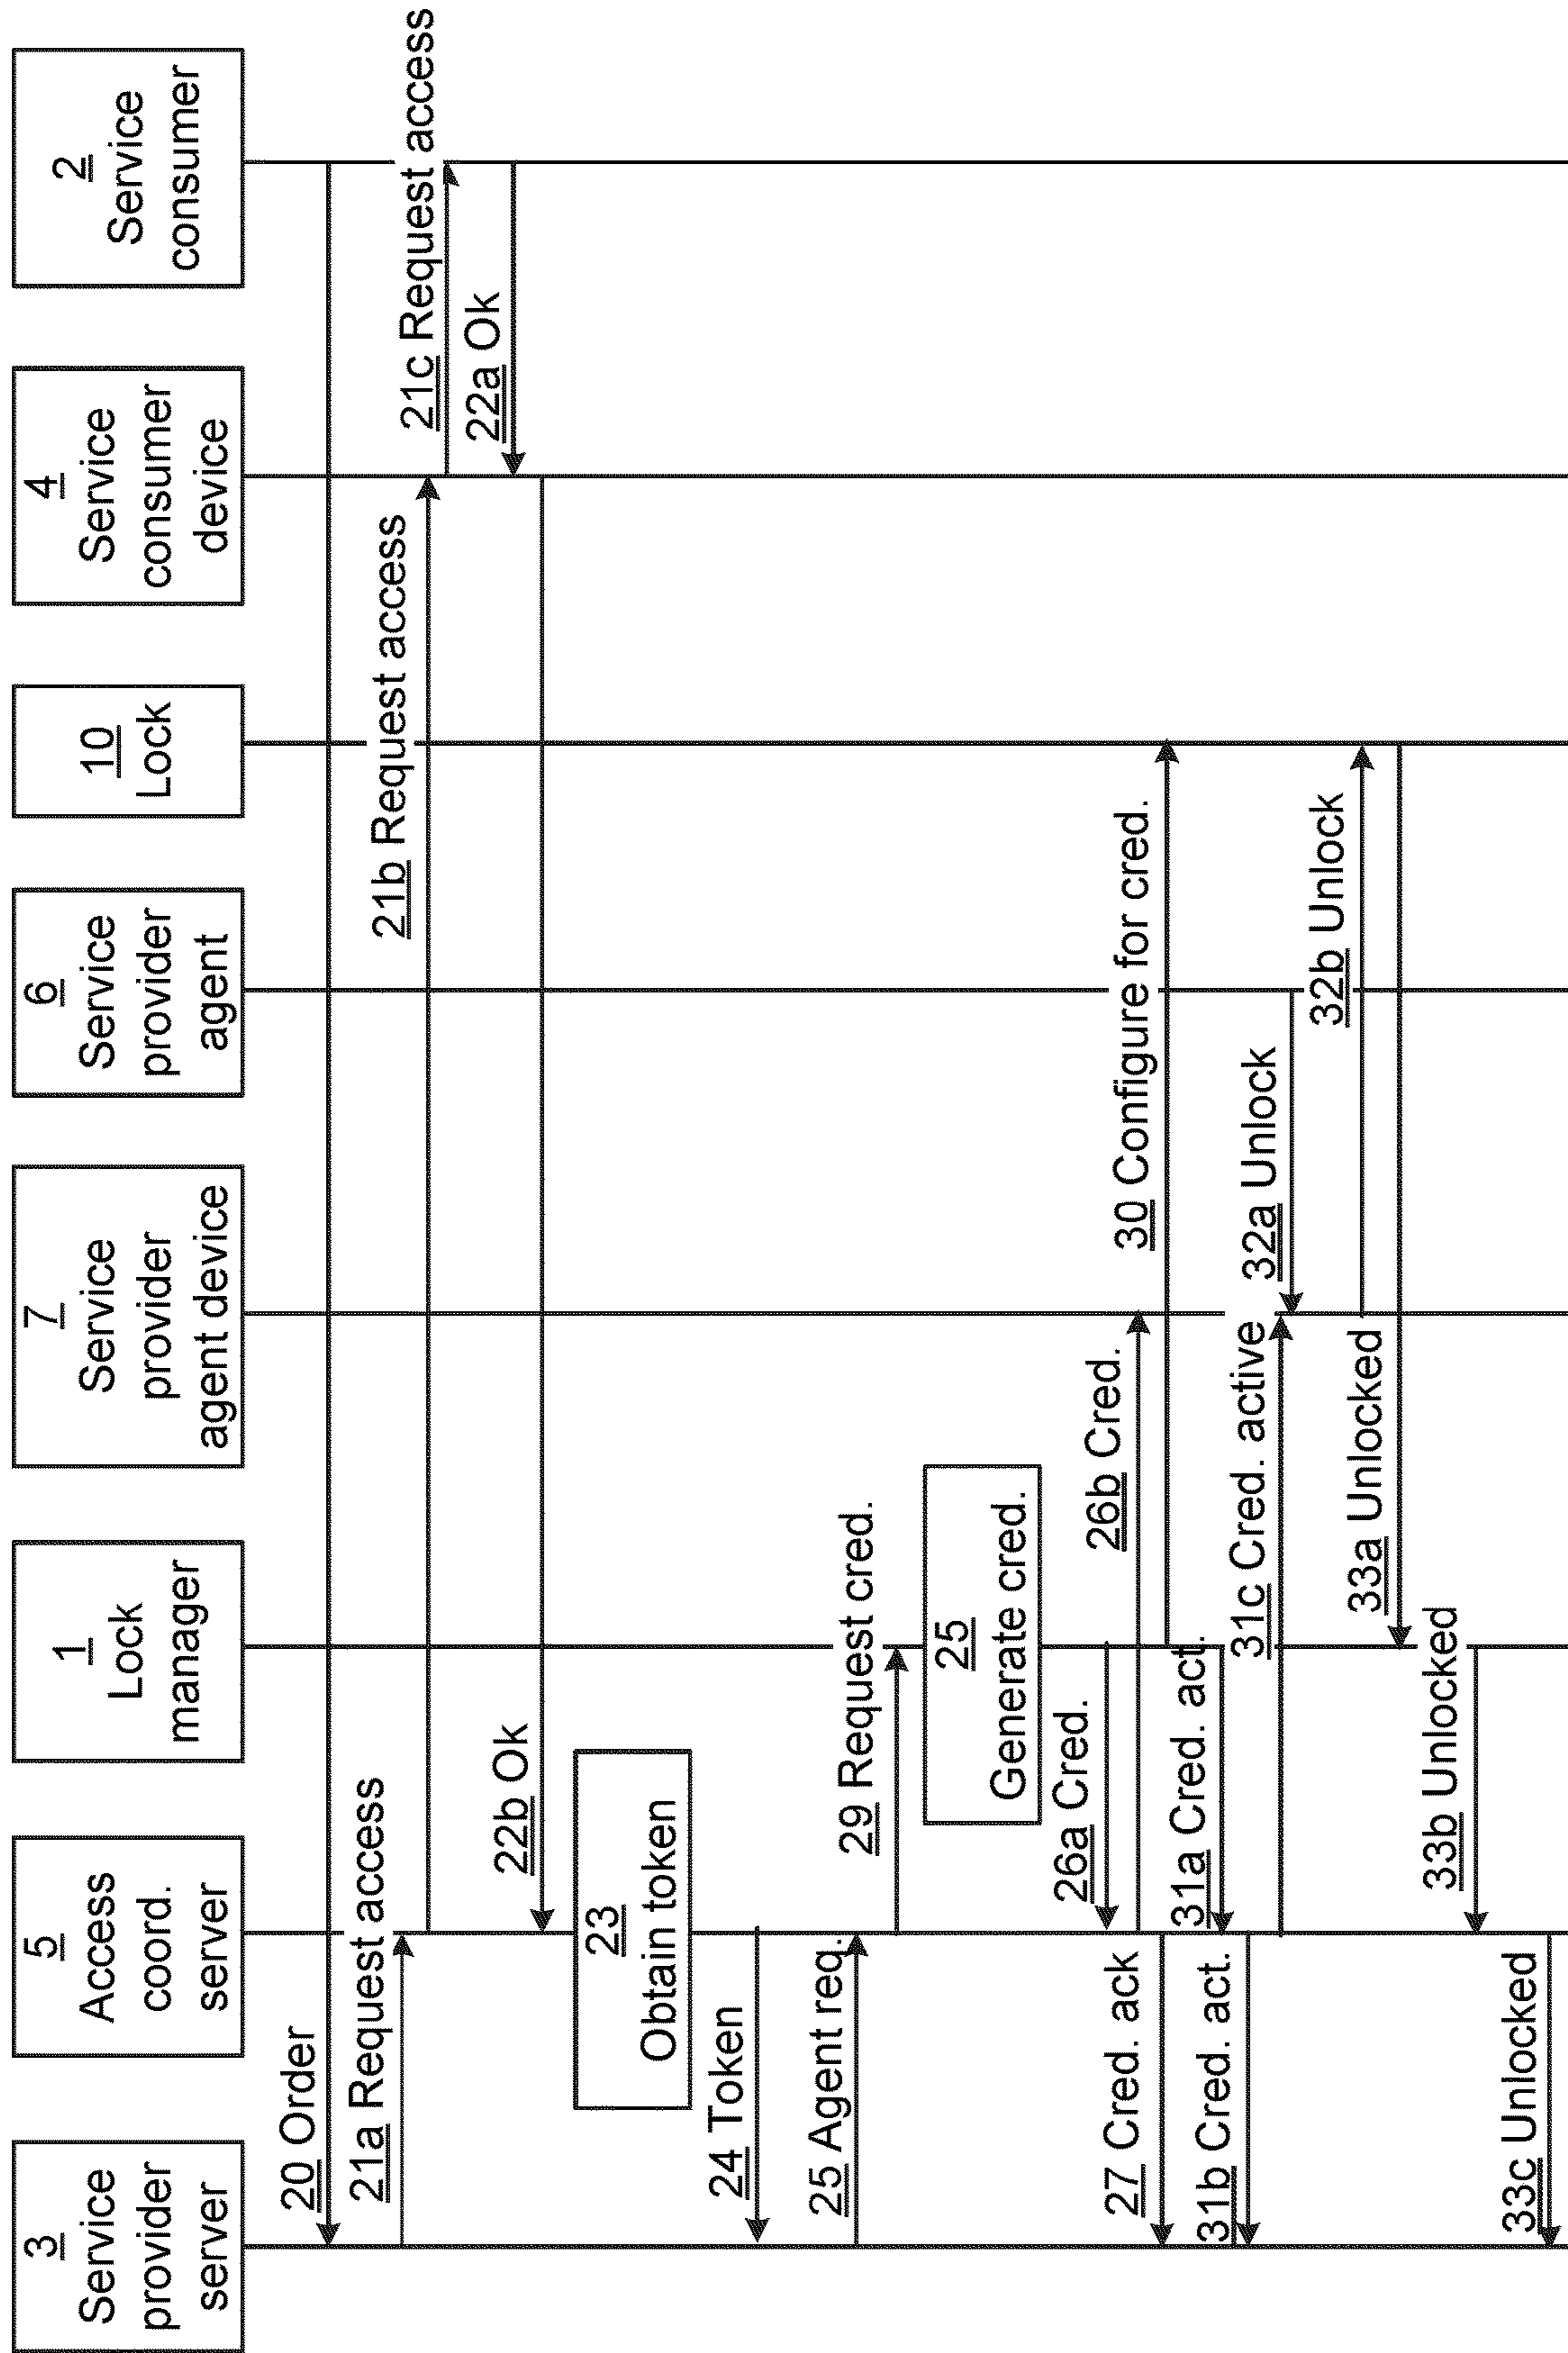 3
Service
provider
server
5
Access
coord.
server
1
Lock
manager
7
Service
provider
agent device
6
Service
provider
agent
10
Lock
4
Service
consumer
device
2
Service
consumer
20 Order
21a Request access
21b Request access
21c Request access
22a Ok
22b Ok
23
Obtain token
24 Token
25 Agent req.
29 Request cred.
25
Generate cred.
26a Cred.
26b Cred.
27 Cred. ack
30 Configure for cred.
31a Cred. act.
31b Cred. act.
31c Cred. active
32a Unlock
32b Unlock
33a Unlocked
33b Unlocked
33c Unlocked